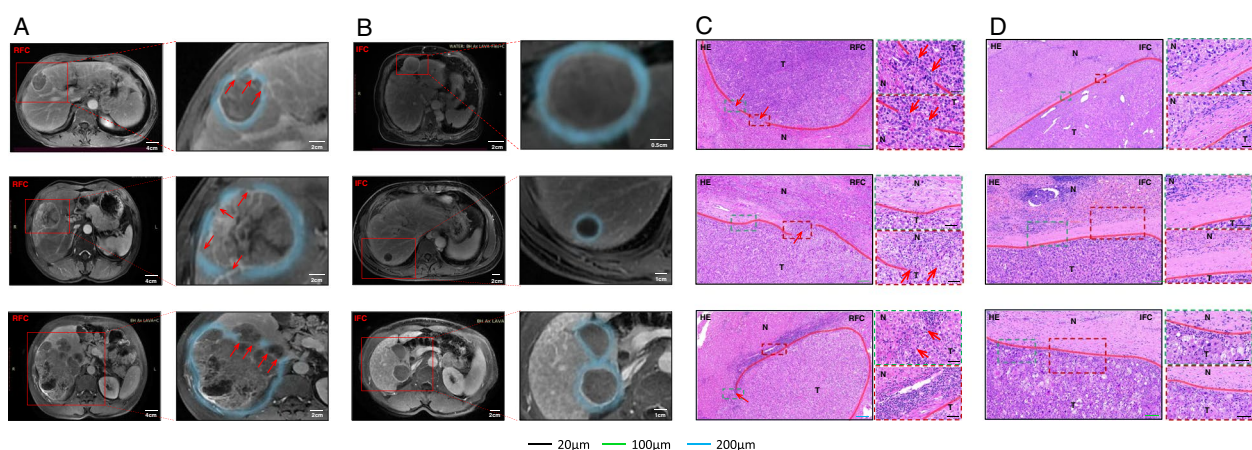 A
B
C
D
RFC
4cm
2cm
IFC
WATER: BH Ax LAVA-Flex+C
2cm
0.5cm
HE
RFC
T
N
T
N
N
T
HE
N
IFC
T
N
T
N
T
RFC
R
L
4cm
2cm
IFC
R
L
1cm
HE
RFC
N
T
N
T
N
T
HE
IFC
N
T
N
T
N
T
RFC
BH Ax LAVA+C
R
L
4cm
2cm
IFC
BH Ax LAVA
2cm
1cm
HE
RFC
N
T
N
N
T
HE
IFC
N
T
N
T
N
T
20μm
100μm
200μm